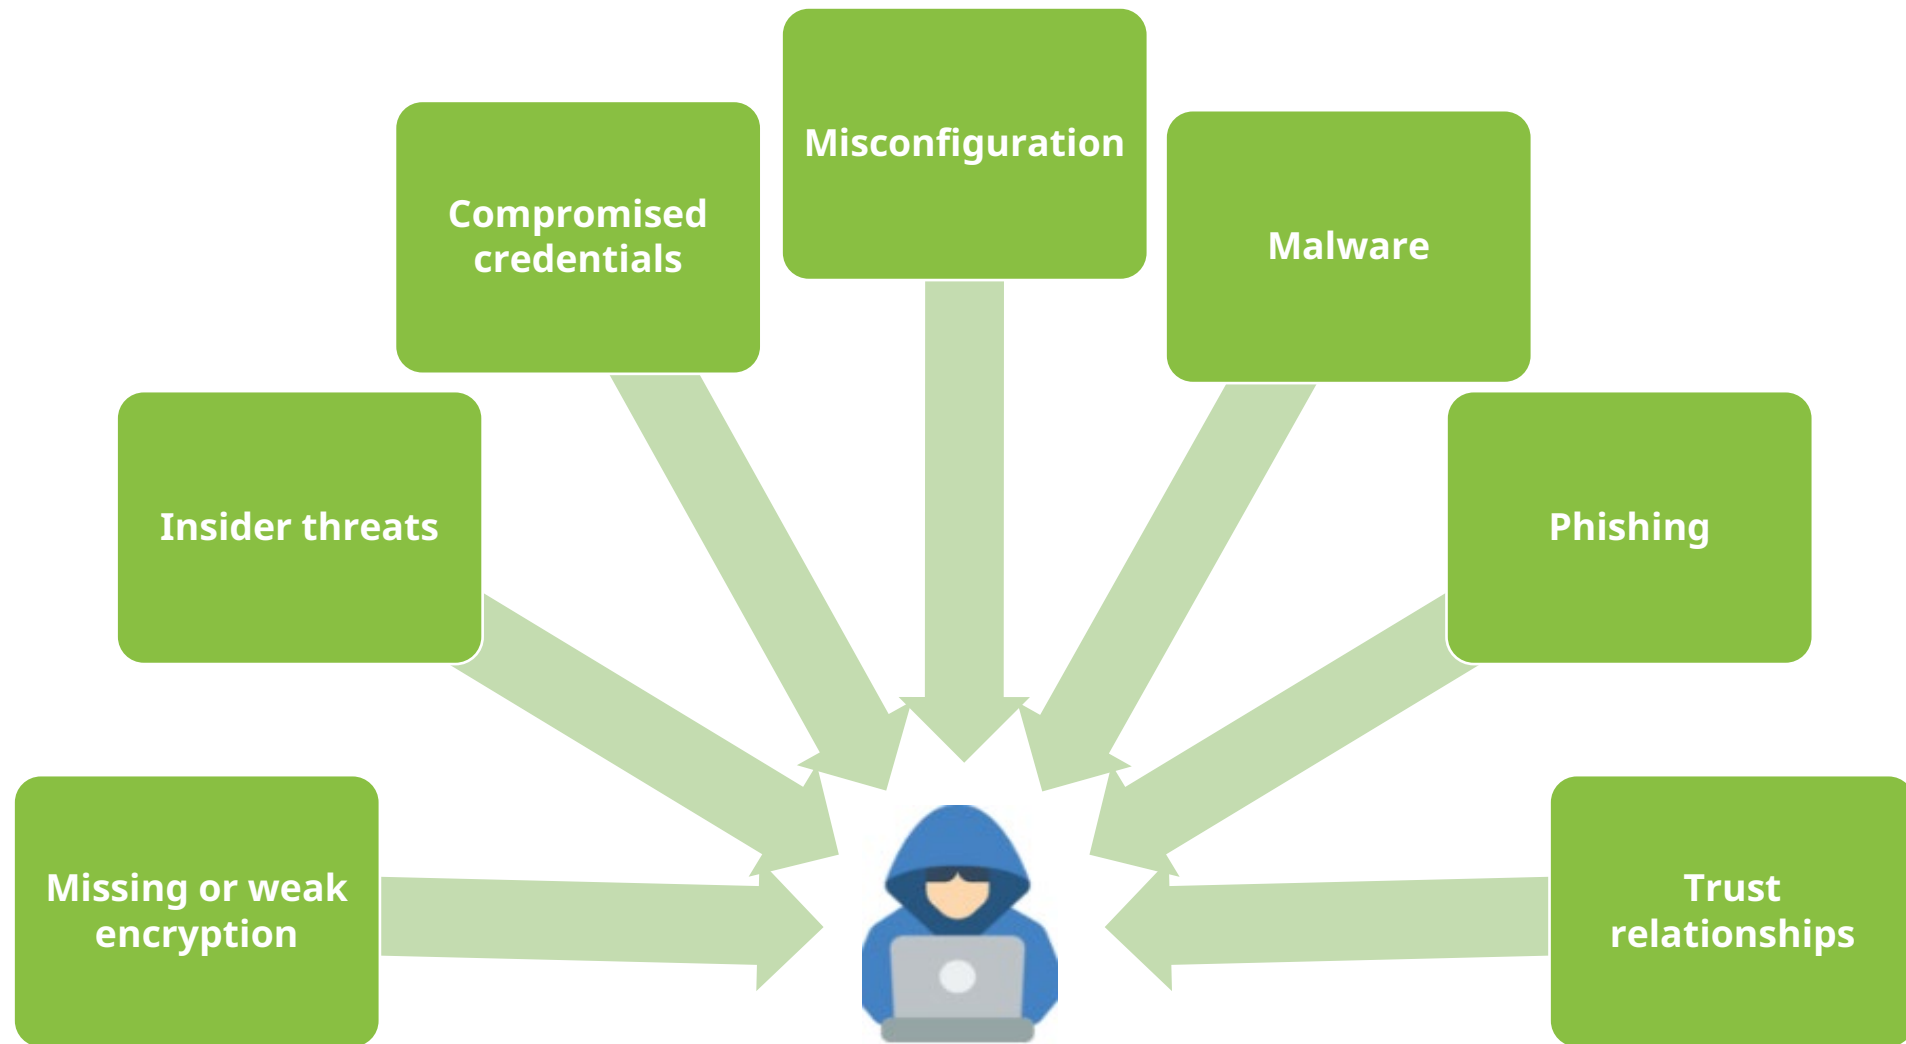 Misconfiguration
Compromised
credentials
Malware
Insider threats
Phishing
Missing or weak
encryption
Trust
relationships